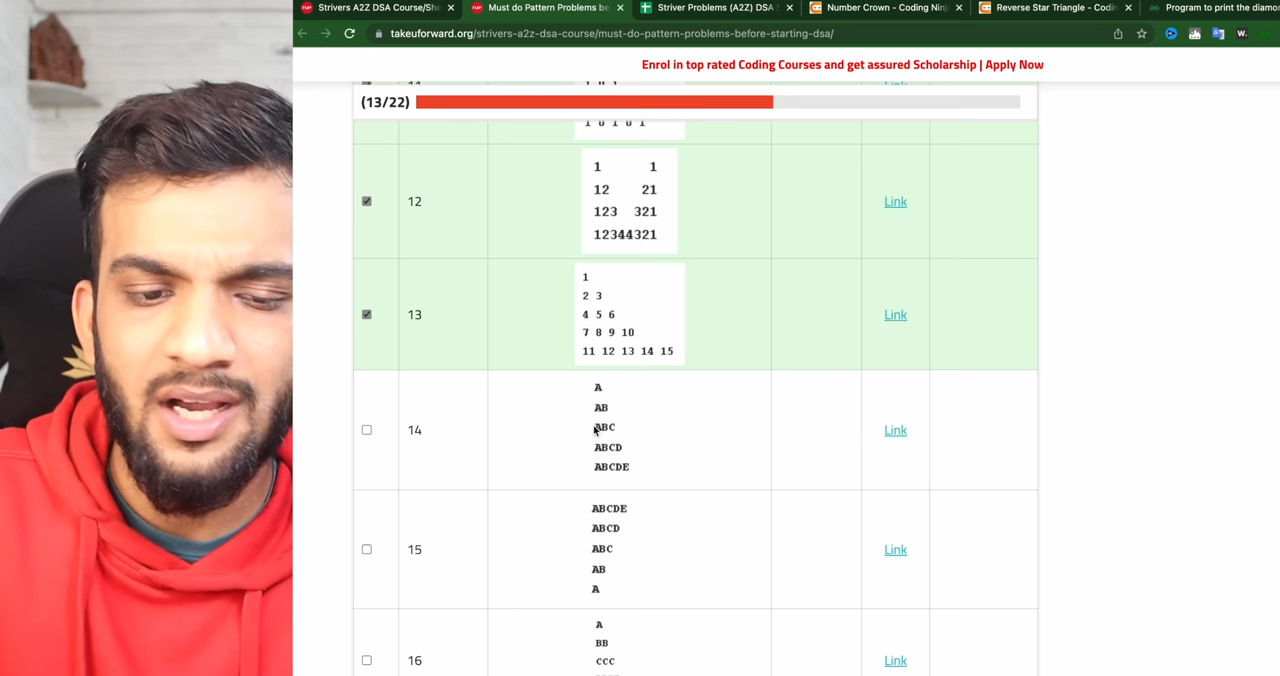 Strivers A2Z DSA Course/She
Must do Pattern Problems be
Striver Problems (A2Z) DSA
Number Crown - Coding Ninj
Reverse Star Triangle - Codin
Program to print the diamo
takeuforward.org/strivers-a2z-dsa-course/must-do-pattern-problems-before-starting-dsa/
Enrol in top rated Coding Courses and get assured Scholarship | Apply Now
(13/22)
1 0 1 0 1
12
1 1
12 21
123 321
12344321
Link
13
1
2 3
4 5 6
7 8 9 10
11 12 13 14 15
Link
14
A
AB
ABC
ABCD
ABCDE
Link
15
ABCDE
ABCD
ABC
AB
A
Link
16
A
BB
CCC
Link